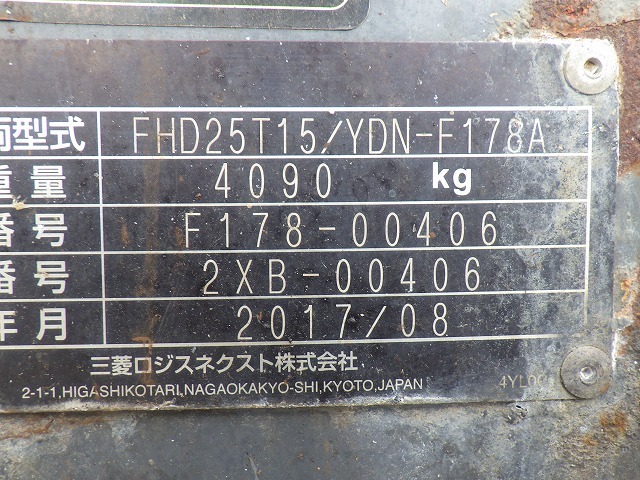 両型式 FHD25T15/YDN-F178A
重量 4090 kg
番号 F178-00406
番号 2XB-00406
年月 2017/08
三菱ロジスネクスト株式会社
2-1-1,HIGASHIKOTARI,NAGAOKAKYO-SHI,KYOTO,JAPAN